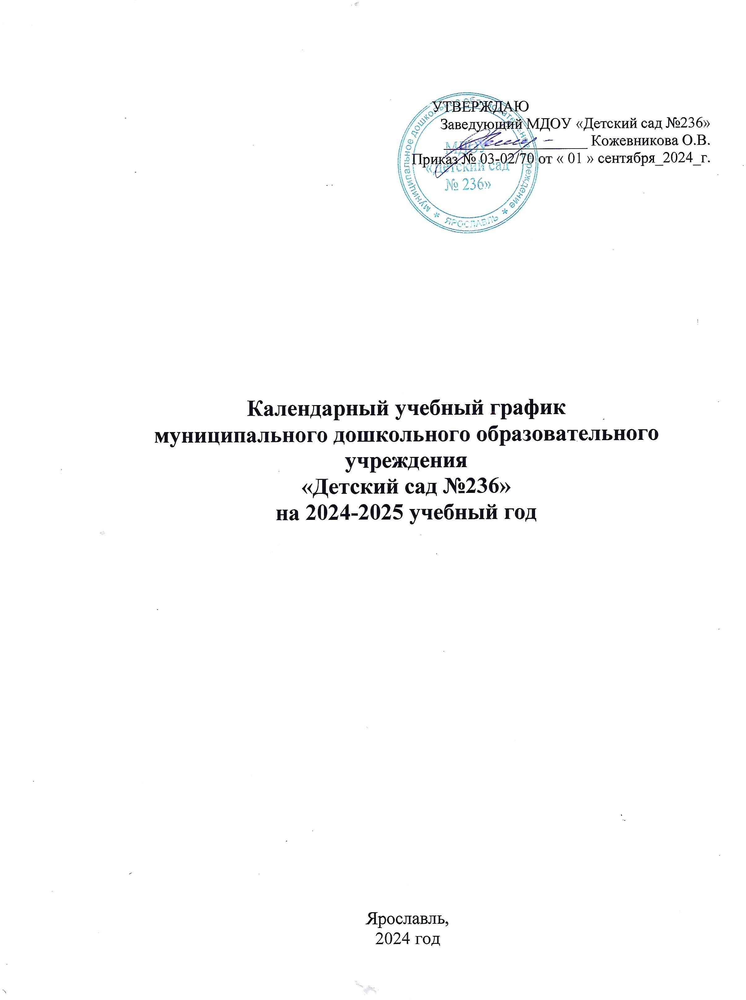 УТВЕРЖДАЮ
Заведующий МДОУ «Детский сад №236»
__________________ Кожевникова О.В.
Приказ № 03-02/70 от « 01 » сентября_2024_г.
муниципальное дошкольное образовательное учреждение
* ЯРОСЛАВЛЬ *
МДОУ
«Детский сад
№ 236»
Календарный учебный график
муниципального дошкольного образовательного
учреждения
«Детский сад №236»
на 2024-2025 учебный год
Ярославль,
2024 год